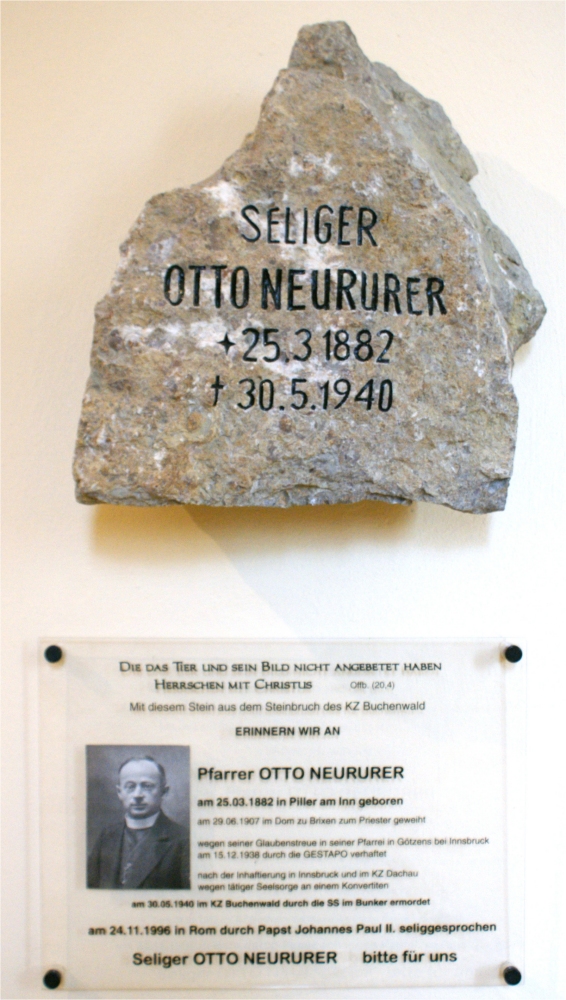 SELIGER
OTTO NEURURER
✦25.3 1882
† 30.5.1940
DIE DAS TIER UND SEIN BILD NICHT ANGEBETET HABEN
HERRSCHEN MIT CHRISTUS Offb. (20,4)
Mit diesem Stein aus dem Steinbruch des KZ Buchenwald
ERINNERN WIR AN
Pfarrer OTTO NEURURER
am 25.03.1882 in Piller am Inn geboren
am 29.06.1907 im Dom zu Brixen zum Priester geweiht
wegen seiner Glaubenstreue in seiner Pfarrei in Götzens bei Innsbruck
am 15.12.1938 durch die GESTAPO verhaftet
nach der Inhaftierung in Innsbruck und im KZ Dachau
wegen tätiger Seelsorge an einem Konvertiten
am 30.05.1940 im KZ Buchenwald durch die SS im Bunker ermordet
am 24.11.1996 in Rom durch Papst Johannes Paul II. seliggesprochen
Seliger OTTO NEURURER bitte für uns